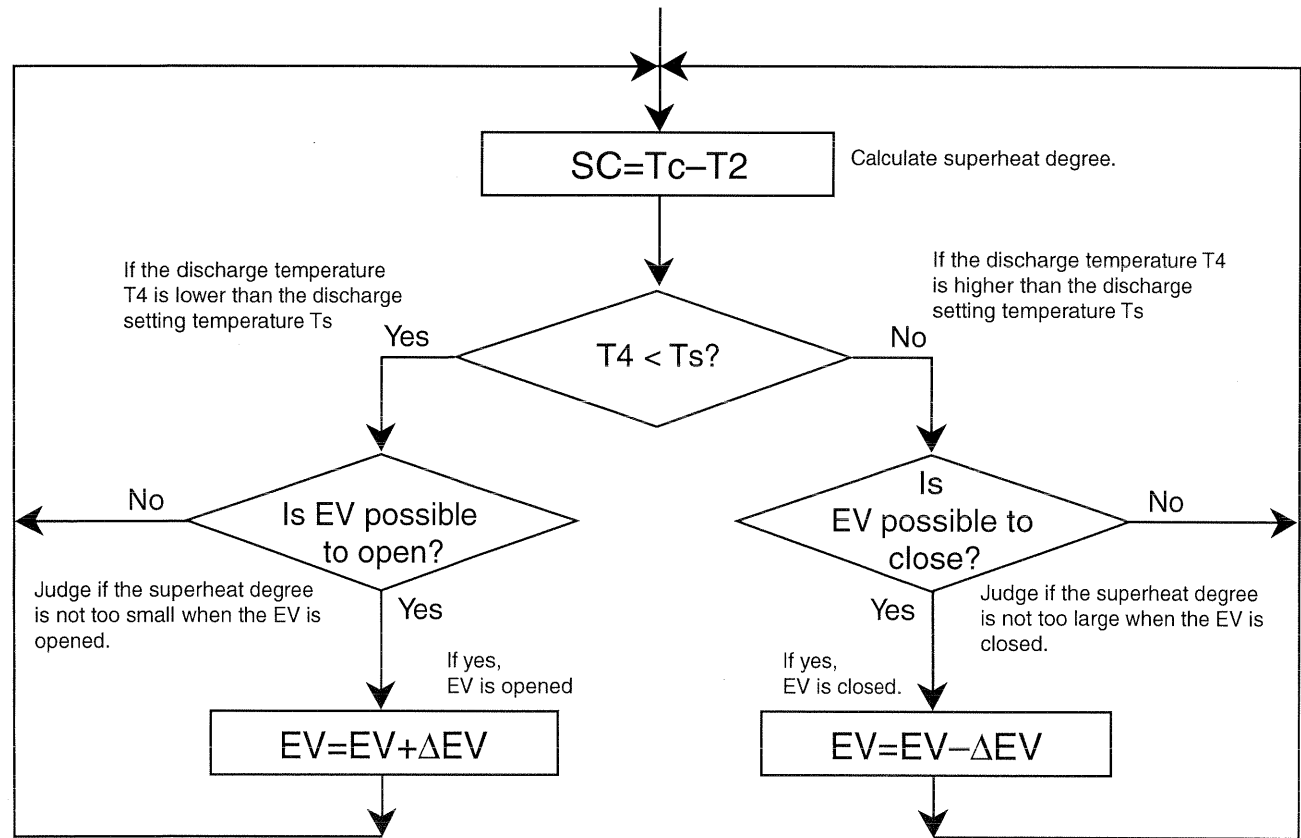 SC=Tc–T2
Calculate superheat degree.
If the discharge temperature
T4 is lower than the discharge
setting temperature Ts
If the discharge temperature T4
is higher than the discharge
setting temperature Ts
Yes
T4 < Ts?
No
No
Is EV possible
to open?
Is
EV possible to
close?
No
Judge if the superheat degree
is not too small when the EV is
opened.
Yes
Yes
Judge if the superheat degree
is not too large when the EV is
closed.
If yes,
EV is opened
If yes,
EV is closed.
EV=EV+ΔEV
EV=EV–ΔEV